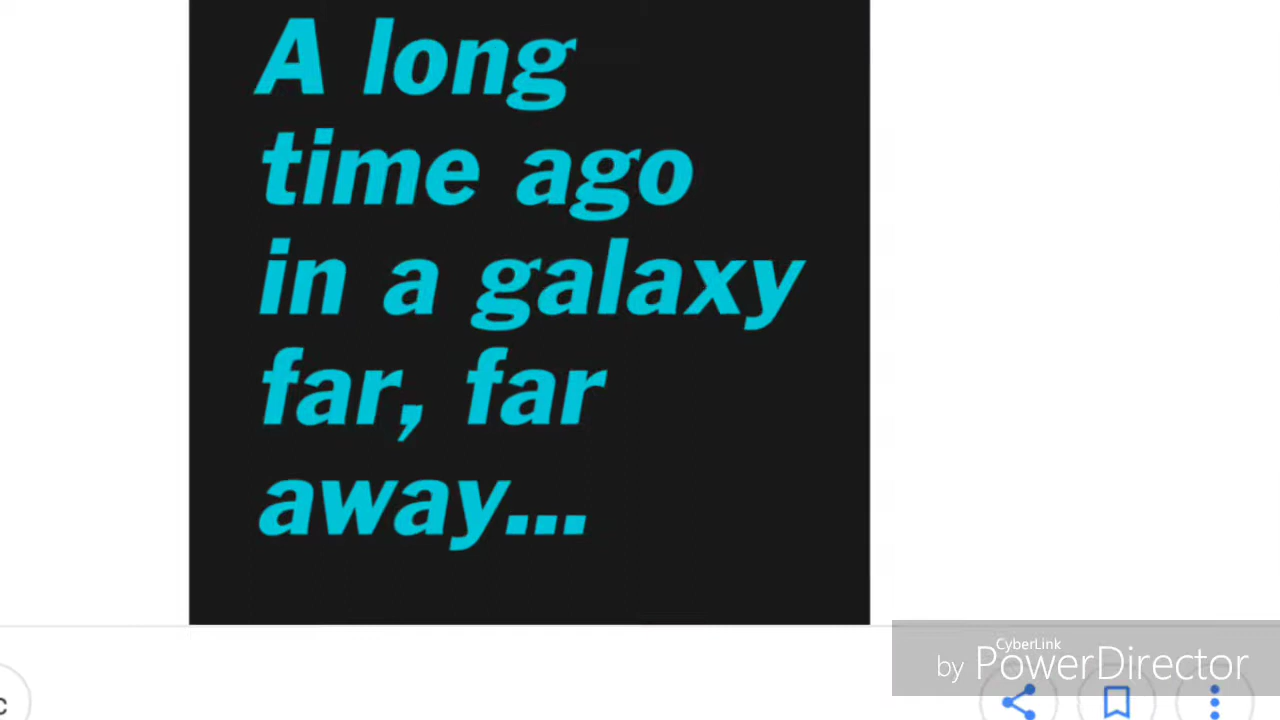 A long
time ago
in a galaxy
far, far
away...
CyberLink
by PowerDirector
c